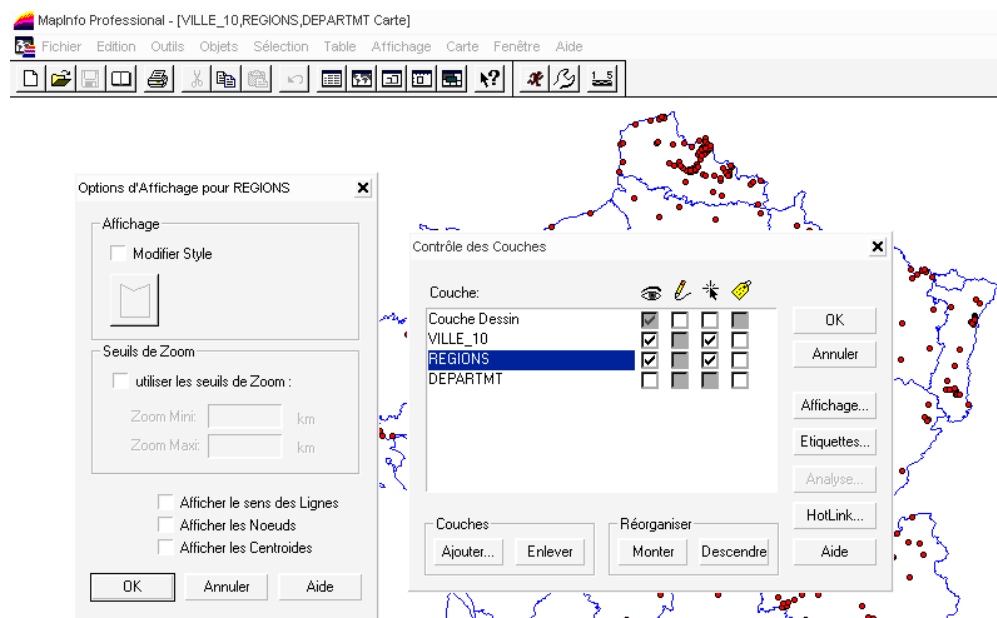 MapInfo Professional - [VILLE_10,REGIONS,DEPARTMT Carte]
Fichier Edition Outils Objets Sélection Table Affichage Carte Fenêtre Aide
Options d'Affichage pour REGIONS
Affichage
Modifier Style
Seuils de Zoom
utiliser les seuils de Zoom :
Zoom Mini: km
Zoom Maxi: km
Afficher le sens des Lignes
Afficher les Noeuds
Afficher les Centroides
OK Annuler Aide
Contrôle des Couches
Couche:
Couche Dessin
VILLE_10
REGIONS
DEPARTMT
OK
Annuler
Affichage...
Etiquettes...
Analyse...
HotLink...
Aide
Couches
Ajouter... Enlever
Réorganiser
Monter Descendre